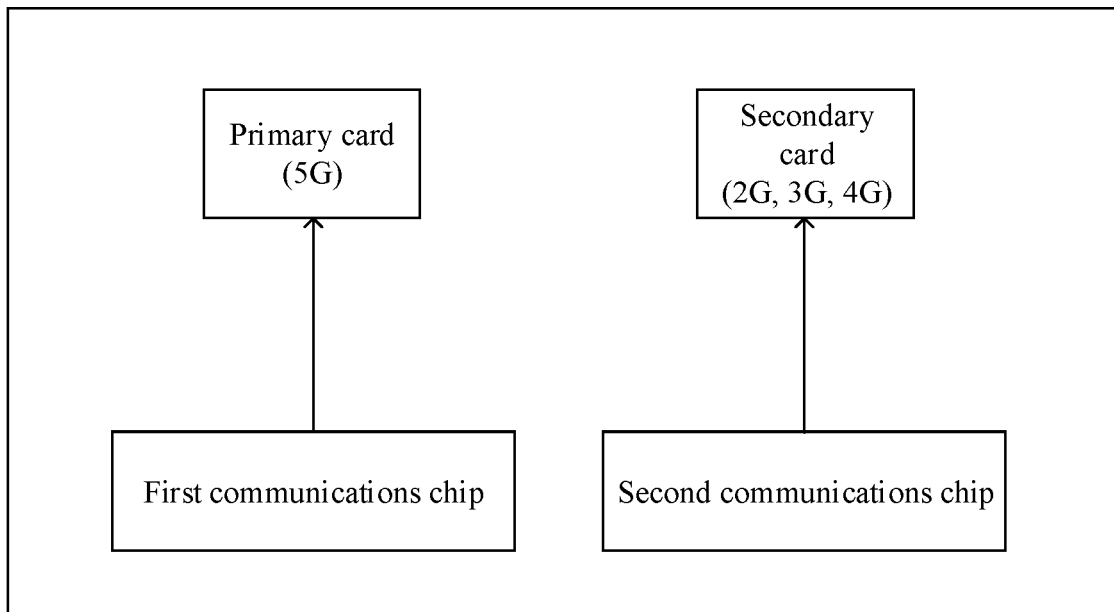 Primary card
(5G)
Secondary
card
(2G, 3G, 4G)
First communications chip
Second communications chip